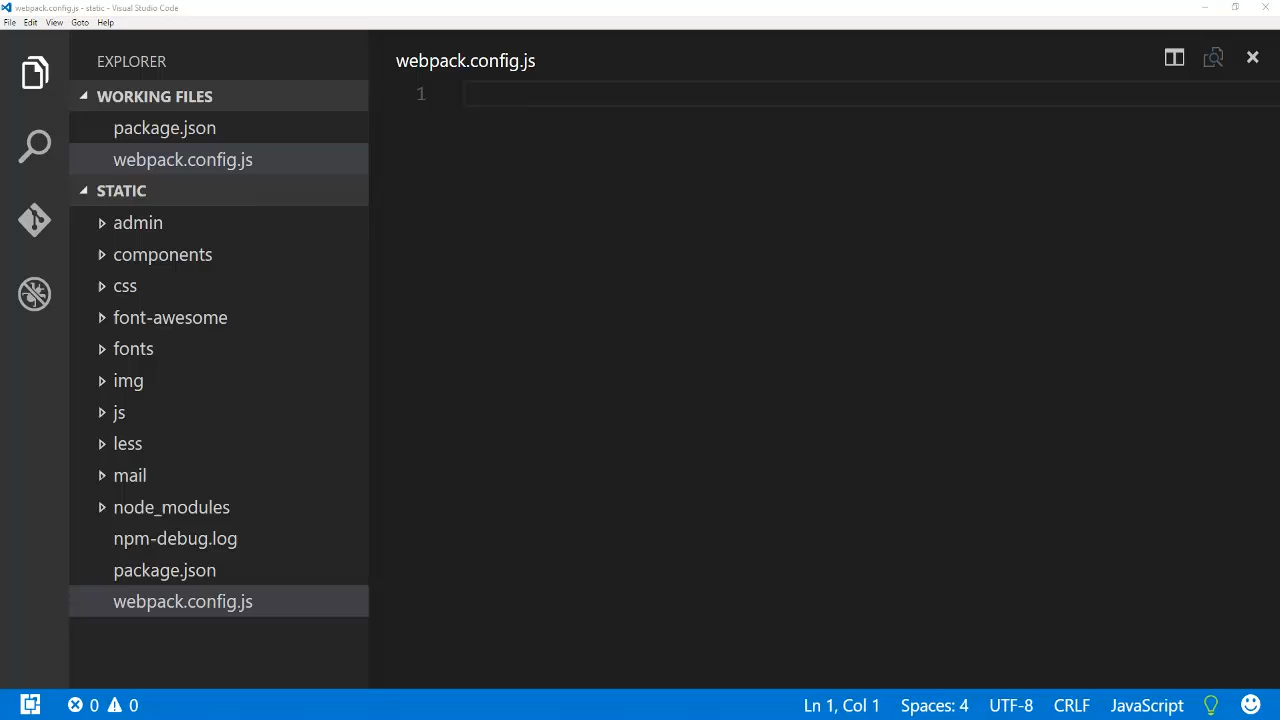 webpack.config.js - static - Visual Studio Code
File Edit View Goto Help
EXPLORER
WORKING FILES
package.json
webpack.config.js
STATIC
admin
components
css
font-awesome
fonts
img
js
less
mail
node_modules
npm-debug.log
package.json
webpack.config.js
webpack.config.js
1
0 0 Ln 1, Col 1 Spaces: 4 UTF-8 CRLF JavaScript